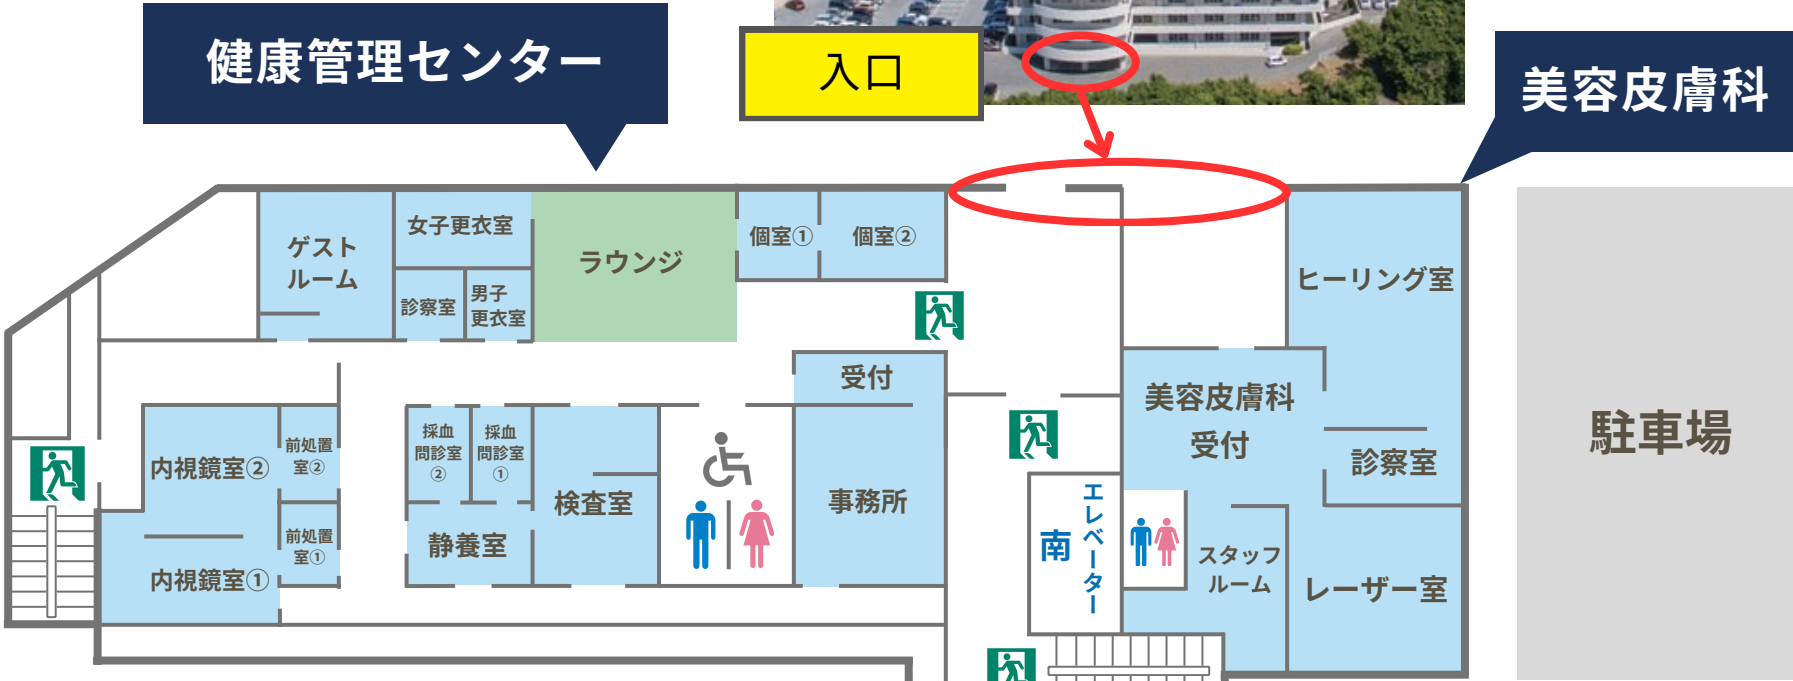 健康管理センター
入口
美容皮膚科
ゲスト
ルーム
女子更衣室
診察室
男子
更衣室
ラウンジ
個室①
個室②
ヒーリング室
受付
美容皮膚科
受付
診察室
駐車場
内視鏡室②
前処置
室②
採血
問診室
②
採血
問診室
①
検査室
事務所
内視鏡室①
前処置
室①
静養室
南
エレベーター
スタッフ
ルーム
レーザー室